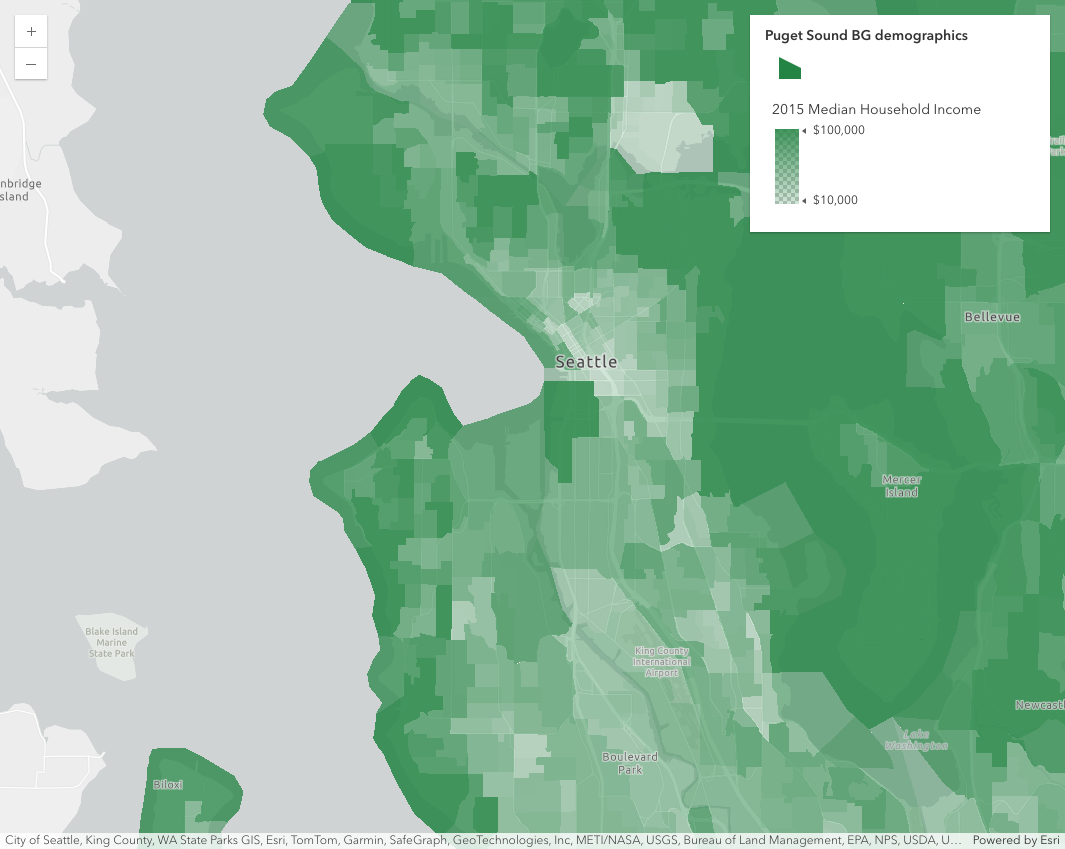 +
−
Puget Sound BG demographics
2015 Median Household Income
$100,000
$10,000
nbridge
sland
Bellevue
Seattle
Mercer
Island
Blake Island
Marine
State Park
King County
International
Airport
Newcastl
Lake
Washington
Boulevard
Park
Biloxi
City of Seattle, King County, WA State Parks GIS, Esri, TomTom, Garmin, SafeGraph, GeoTechnologies, Inc, METI/NASA, USGS, Bureau of Land Management, EPA, NPS, USDA, U...
Powered by Esri